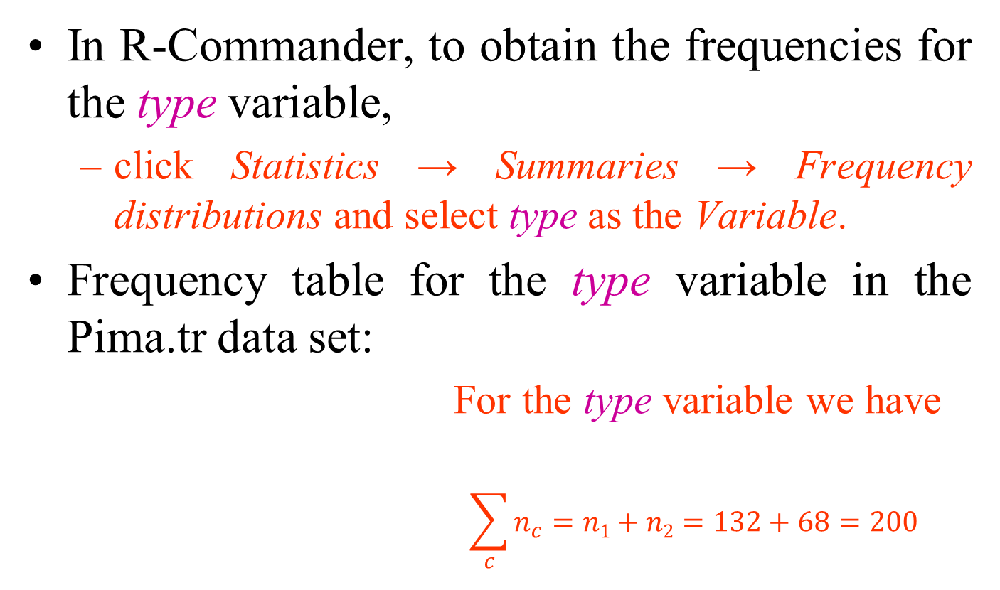 • In R-Commander, to obtain the frequencies for
the type variable,
– click Statistics → Summaries → Frequency
distributions and select type as the Variable.
• Frequency table for the type variable in the
Pima.tr data set:
For the type variable we have
∑_c n_c = n_1 + n_2 = 132 + 68 = 200